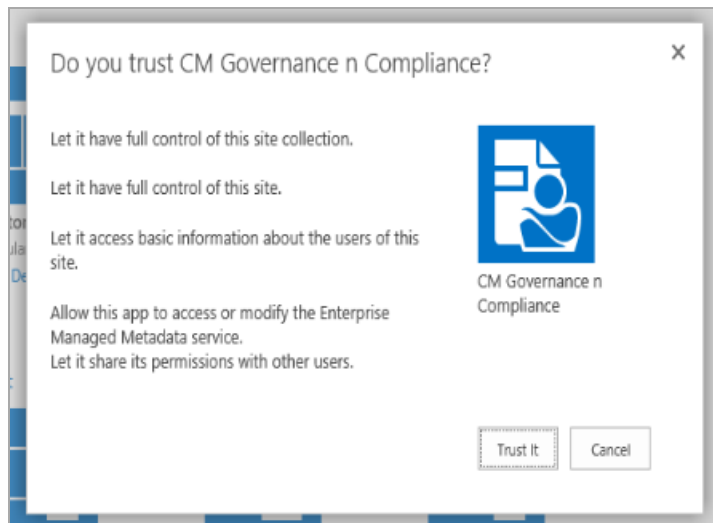 Do you trust CM Governance n Compliance?
Let it have full control of this site collection.
Let it have full control of this site.
Let it access basic information about the users of this
site.
Allow this app to access or modify the Enterprise
Managed Metadata service.
Let it share its permissions with other users.
CM Governance n
Compliance
Trust It
Cancel